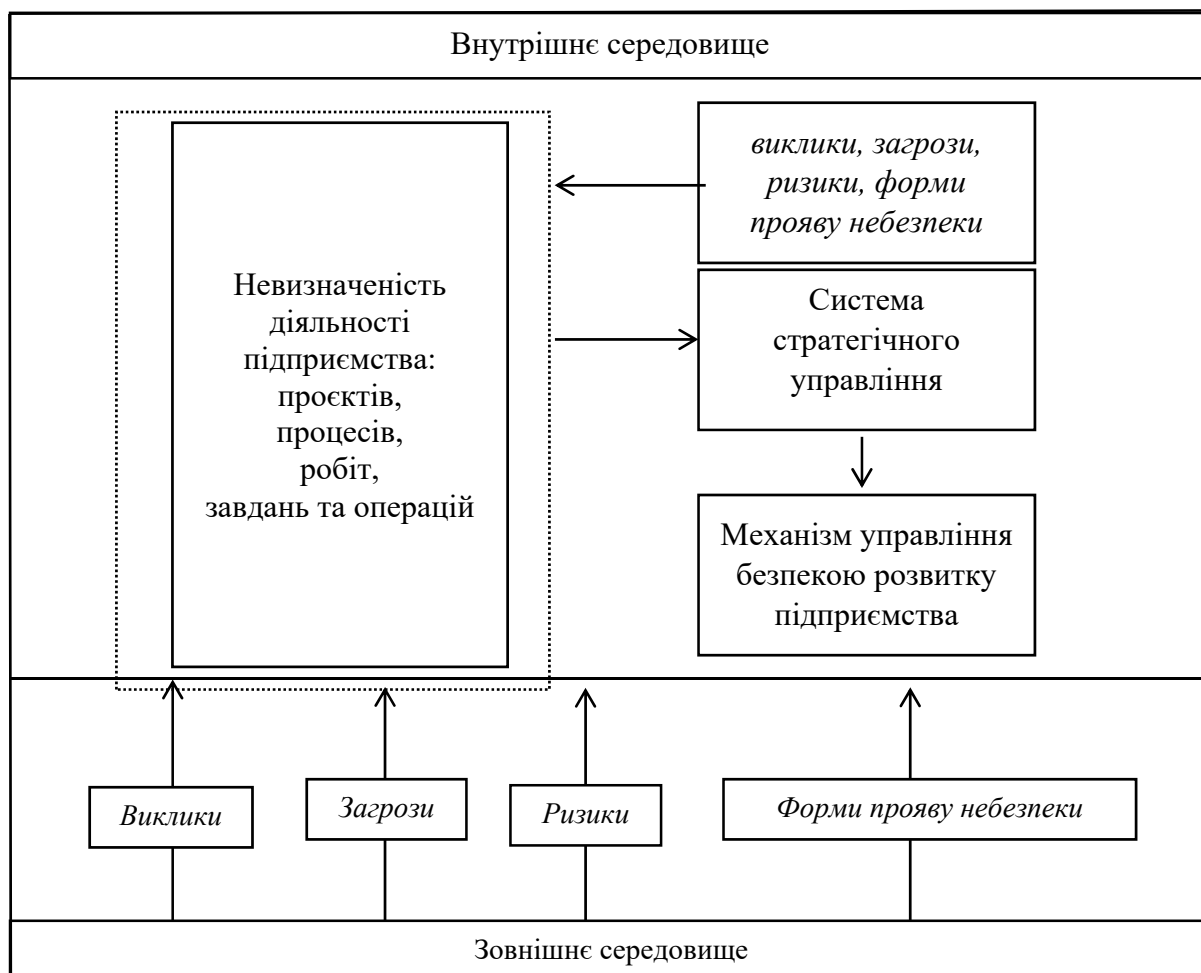 Внутрішнє середовище
виклики, загрози,
ризики, форми
прояву небезпеки
Невизначеність
діяльності
підприємства:
проєктів,
процесів,
робіт,
завдань та операцій
Система
стратегічного
управління
Механізм управління
безпекою розвитку
підприємства
Виклики
Загрози
Ризики
Форми прояву небезпеки
Зовнішнє середовище